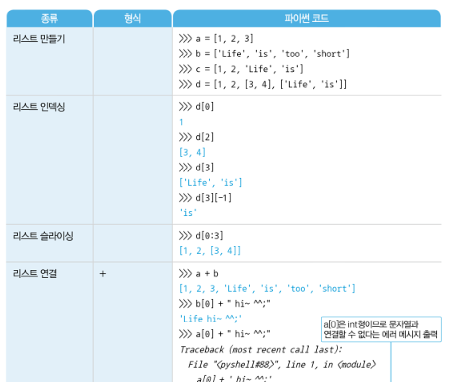 종류 형식 파이썬 코드
리스트 만들기 >>> a = [1, 2, 3]
>>> b = ['Life', 'is', 'too', 'short']
>>> c = [1, 2, 'Life', 'is']
>>> d = [1, 2, [3, 4], ['Life', 'is']]
리스트 인덱싱 >>> d[0]
1
>>> d[2]
[3, 4]
>>> d[3]
['Life', 'is']
>>> d[3][-1]
'is'
리스트 슬라이싱 >>> d[0:3]
[1, 2, [3, 4]]
리스트 연결 + >>> a + b
[1, 2, 3, 'Life', 'is', 'too', 'short']
>>> b[0] + " hi~ ^^;"
'Life hi~ ^^;'
>>> a[0] + " hi~ ^^;"
a[0]은 int형이므로 문자열과
연결할 수 없다는 에러 메시지 출력
Traceback (most recent call last):
File "<pyshell#88>", line 1, in <module>
a[0] + ' hi~ ^^;'